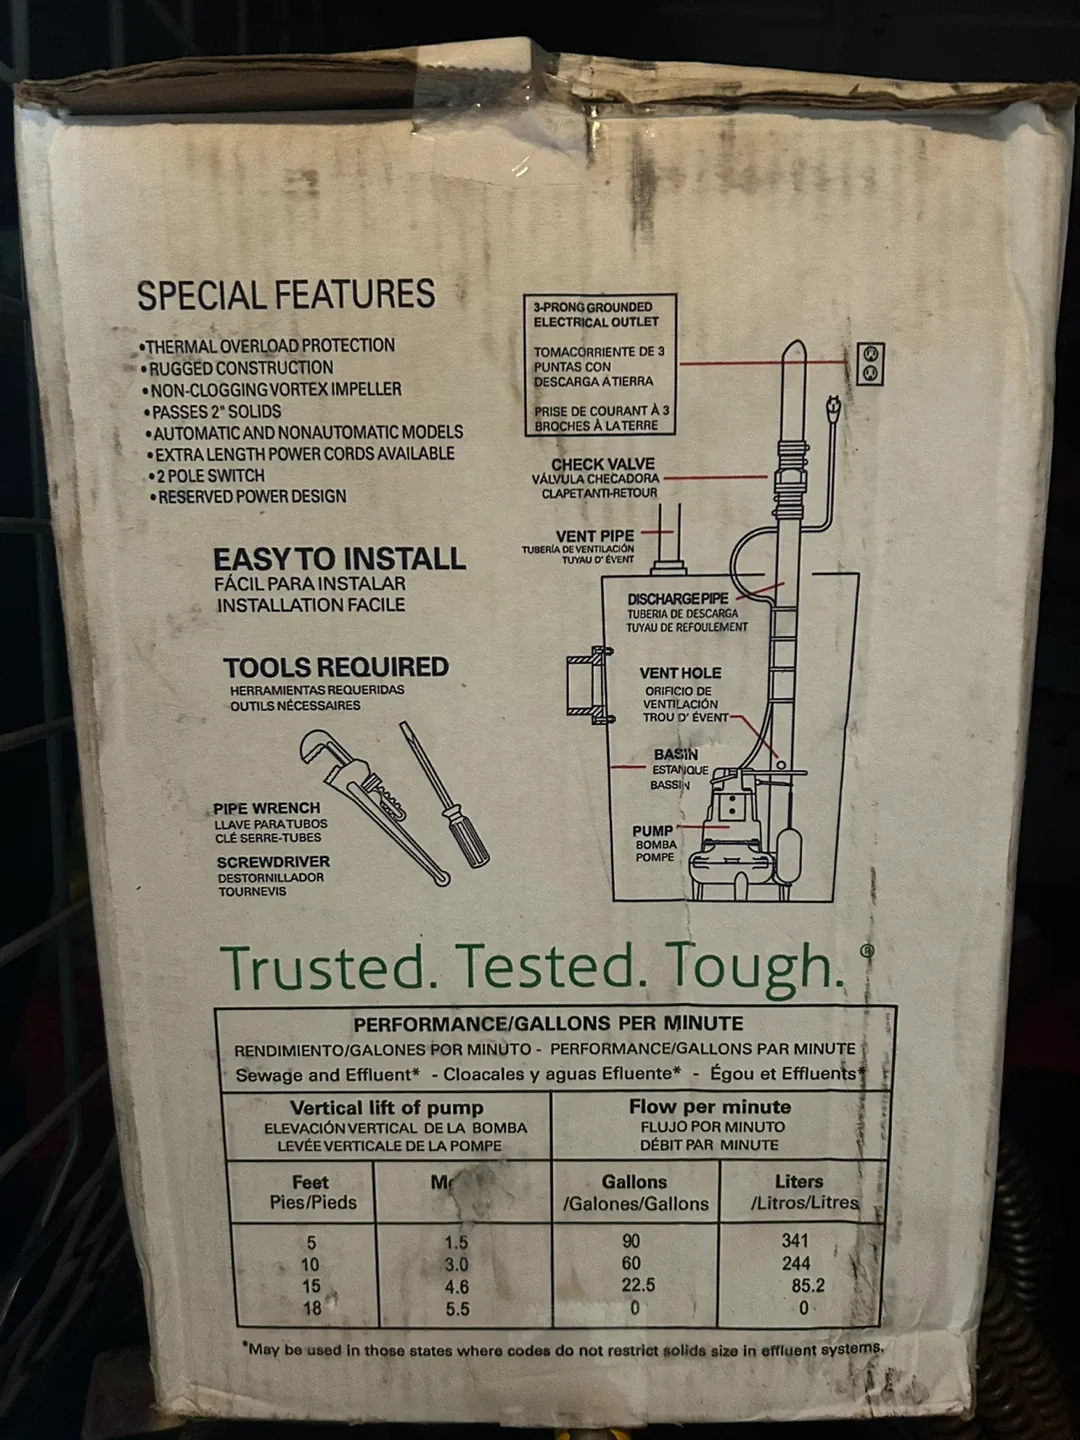 SPECIAL FEATURES
•THERMAL OVERLOAD PROTECTION
•RUGGED CONSTRUCTION
•NON-CLOGGING VORTEX IMPELLER
•PASSES 2" SOLIDS
•AUTOMATIC AND NONAUTOMATIC MODELS
•EXTRA LENGTH POWER CORDS AVAILABLE
•2 POLE SWITCH
•RESERVED POWER DESIGN
EASY TO INSTALL
FÁCIL PARA INSTALAR
INSTALLATION FACILE
TOOLS REQUIRED
HERRAMIENTAS REQUERIDAS
OUTILS NÉCESSAIRES
PIPE WRENCH
LLAVE PARA TUBOS
CLÉ SERRE-TUBES
SCREWDRIVER
DESTORNILLADOR
TOURNEVIS
3-PRONG GROUNDED
ELECTRICAL OUTLET
TOMACORRIENTE DE 3
PUNTAS CON
DESCARGA A TIERRA
PRISE DE COURANT À 3
BROCHES À LA TERRE
CHECK VALVE
VÁLVULA CHECADORA
CLAPET ANTI-RETOUR
VENT PIPE
TUBERÍA DE VENTILACIÓN
TUYAU D' ÉVENT
DISCHARGE PIPE
TUBERIA DE DESCARGA
TUYAU DE REFOULEMENT
VENT HOLE
ORIFICIO DE
VENTILACIÓN
TROU D' ÉVENT
BASIN
ESTANQUE
BASSIN
PUMP
BOMBA
POMPE
Trusted. Tested. Tough.®
PERFORMANCE/GALLONS PER MINUTE
RENDIMIENTO/GALONES POR MINUTO - PERFORMANCE/GALLONS PAR MINUTE
Sewage and Effluent* - Cloacales y aguas Efluente* - Égou et Effluents*
Vertical lift of pump
ELEVACIÓN VERTICAL DE LA BOMBA
LEVÉE VERTICALE DE LA POMPE
Flow per minute
FLUJO POR MINUTO
DÉBIT PAR MINUTE
Feet
Pies/Pieds
Gallons
/Galones/Gallons
Liters
/Litros/Litres
5 1.5 90 341
10 3.0 60 244
15 4.6 22.5 85.2
18 5.5 0 0
*May be used in those states where codes do not restrict solids size in effluent systems.